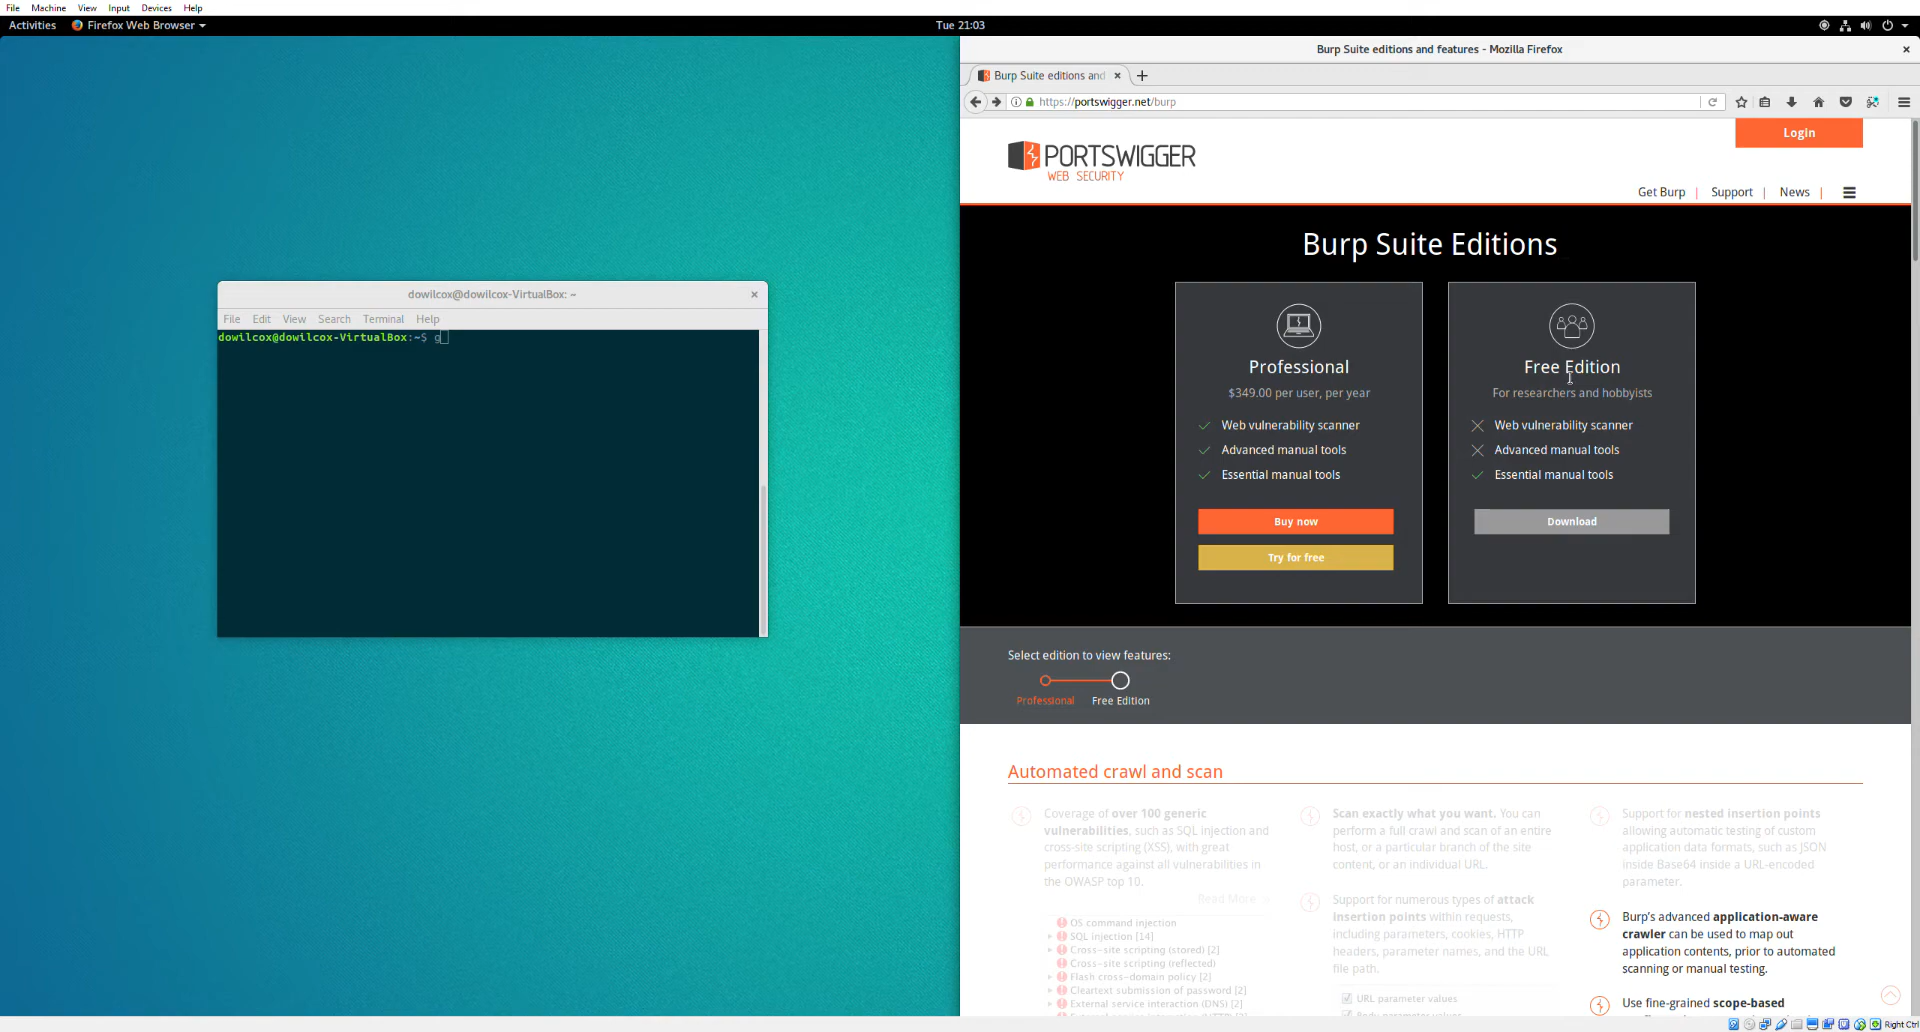 File Machine View Input Devices Help
Activities Firefox Web Browser Tue 21:03
Burp Suite editions and features - Mozilla Firefox
Burp Suite editions and
https://portswigger.net/burp
Login
PORTSWIGGER
WEB SECURITY
Get Burp | Support | News |
Burp Suite Editions
dowilcox@dowilcox-VirtualBox: ~
File Edit View Search Terminal Help
dowilcox@dowilcox-VirtualBox:~$ g
Professional
$349.00 per user, per year
Web vulnerability scanner
Advanced manual tools
Essential manual tools
Buy now
Try for free
Free Edition
For researchers and hobbyists
Web vulnerability scanner
Advanced manual tools
Essential manual tools
Download
Select edition to view features:
Professional Free Edition
Automated crawl and scan
Coverage of over 100 generic
vulnerabilities, such as SQL injection and
cross-site scripting (XSS), with great
performance against all vulnerabilities in
the OWASP top 10.
Read More
OS command injection
SQL injection [14]
Cross-site scripting (stored) [2]
Cross-site scripting (reflected)
Flash cross-domain policy [2]
Cleartext submission of password [2]
External service interaction (DNS) [2]
Scan exactly what you want. You can
perform a full crawl and scan of an entire
host, or a particular branch of the site
content, or an individual URL.
Support for numerous types of attack
insertion points within requests,
including parameters, cookies, HTTP
headers, parameter names, and the URL
file path.
URL parameter values
Support for nested insertion points
allowing automatic testing of custom
application data formats, such as JSON
inside Base64 inside a URL-encoded
parameter.
Burp's advanced application-aware
crawler can be used to map out
application contents, prior to automated
scanning or manual testing.
Use fine-grained scope-based
Right Ctrl